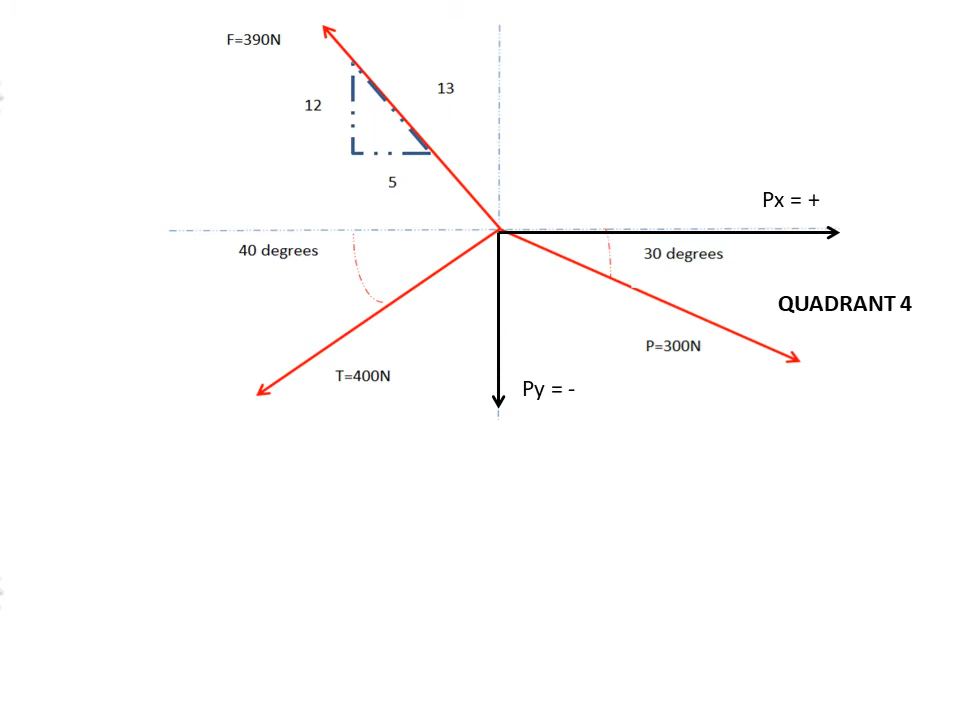 F=390N
13
12
5
Px = +
40 degrees
30 degrees
QUADRANT 4
P=300N
T=400N
Py = -